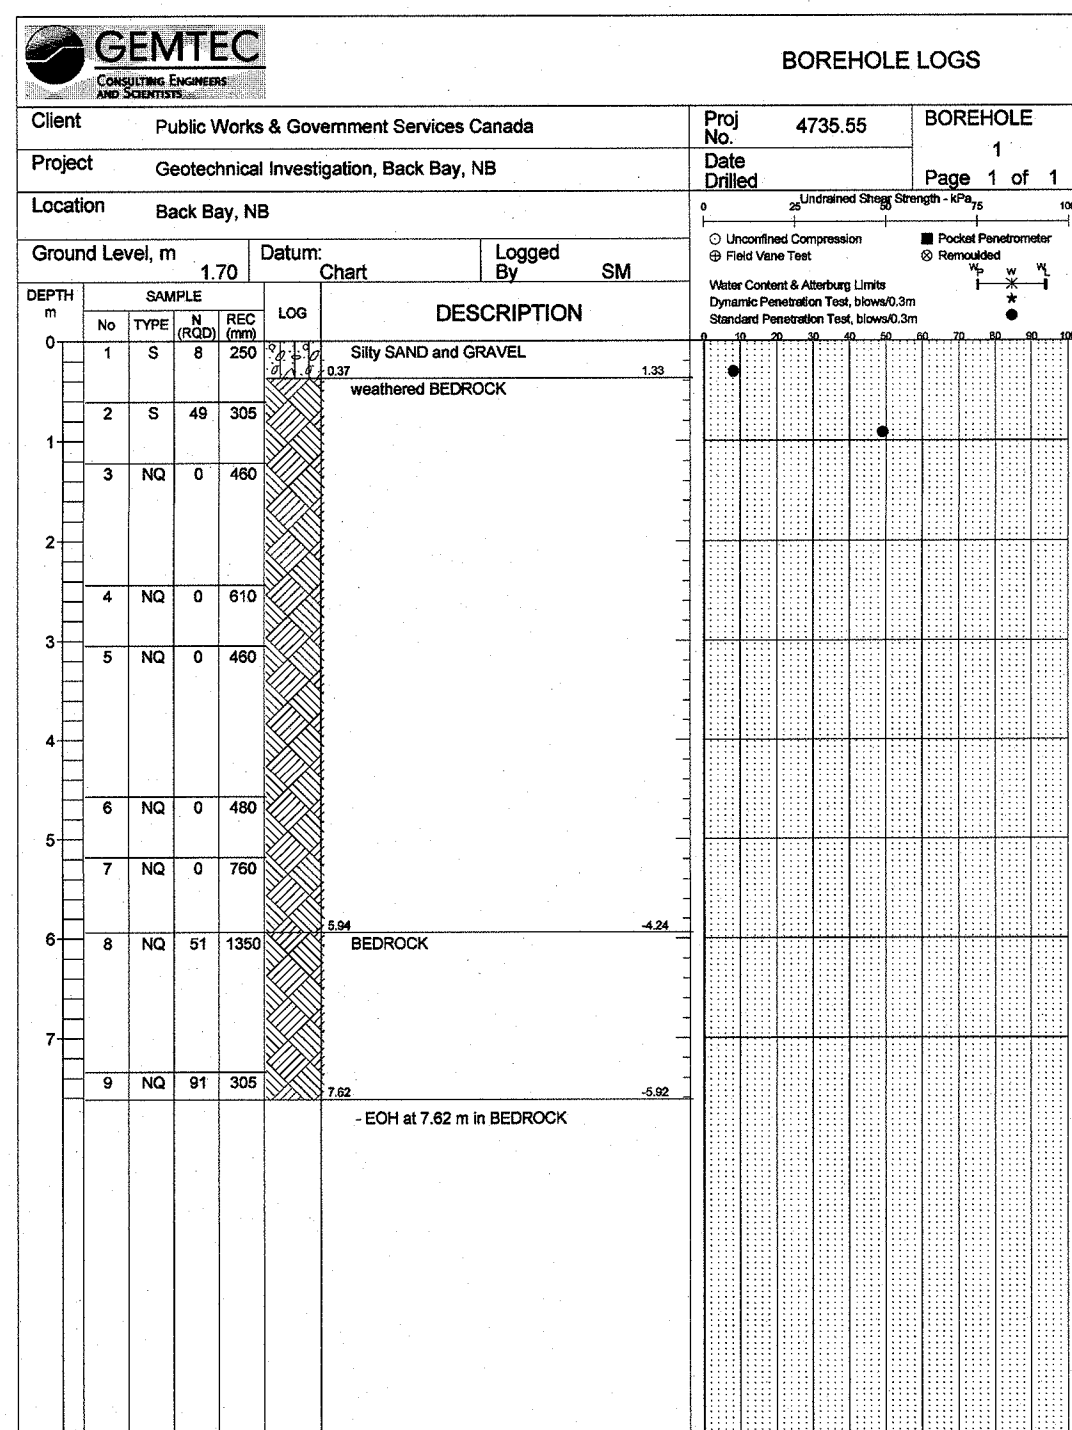 GEMTEC
CONSULTING ENGINEERS
AND SCIENTISTS
BOREHOLE LOGS
Client Public Works & Government Services Canada
Proj No. 4735.55
BOREHOLE
1
Page 1 of 1
Project Geotechnical Investigation, Back Bay, NB
Date Drilled
Location Back Bay, NB
Ground Level, m 1.70
Datum: Chart
Logged By SM
Undrained Shear Strength - kPa
0 25 50 75 100
Unconfined Compression
Pocket Penetrometer
Field Vane Test
Remoulded
Water Content & Atterburg Limits
Wp W WL
Dynamic Penetration Test, blows/0.3m
Standard Penetration Test, blows/0.3m
0 10 20 30 40 50 60 70 80 90 100
DEPTH m
SAMPLE
No TYPE N (RQD) REC (mm)
LOG
DESCRIPTION
0
1 S 8 250 Silty SAND and GRAVEL
0.37 1.33
weathered BEDROCK
2 S 49 305
1
3 NQ 0 460
2
4 NQ 0 610
3
5 NQ 0 460
4
6 NQ 0 480
5
7 NQ 0 760
5.94 -4.24
6
8 NQ 51 1350 BEDROCK
7
9 NQ 91 305
7.62 -5.92
- EOH at 7.62 m in BEDROCK